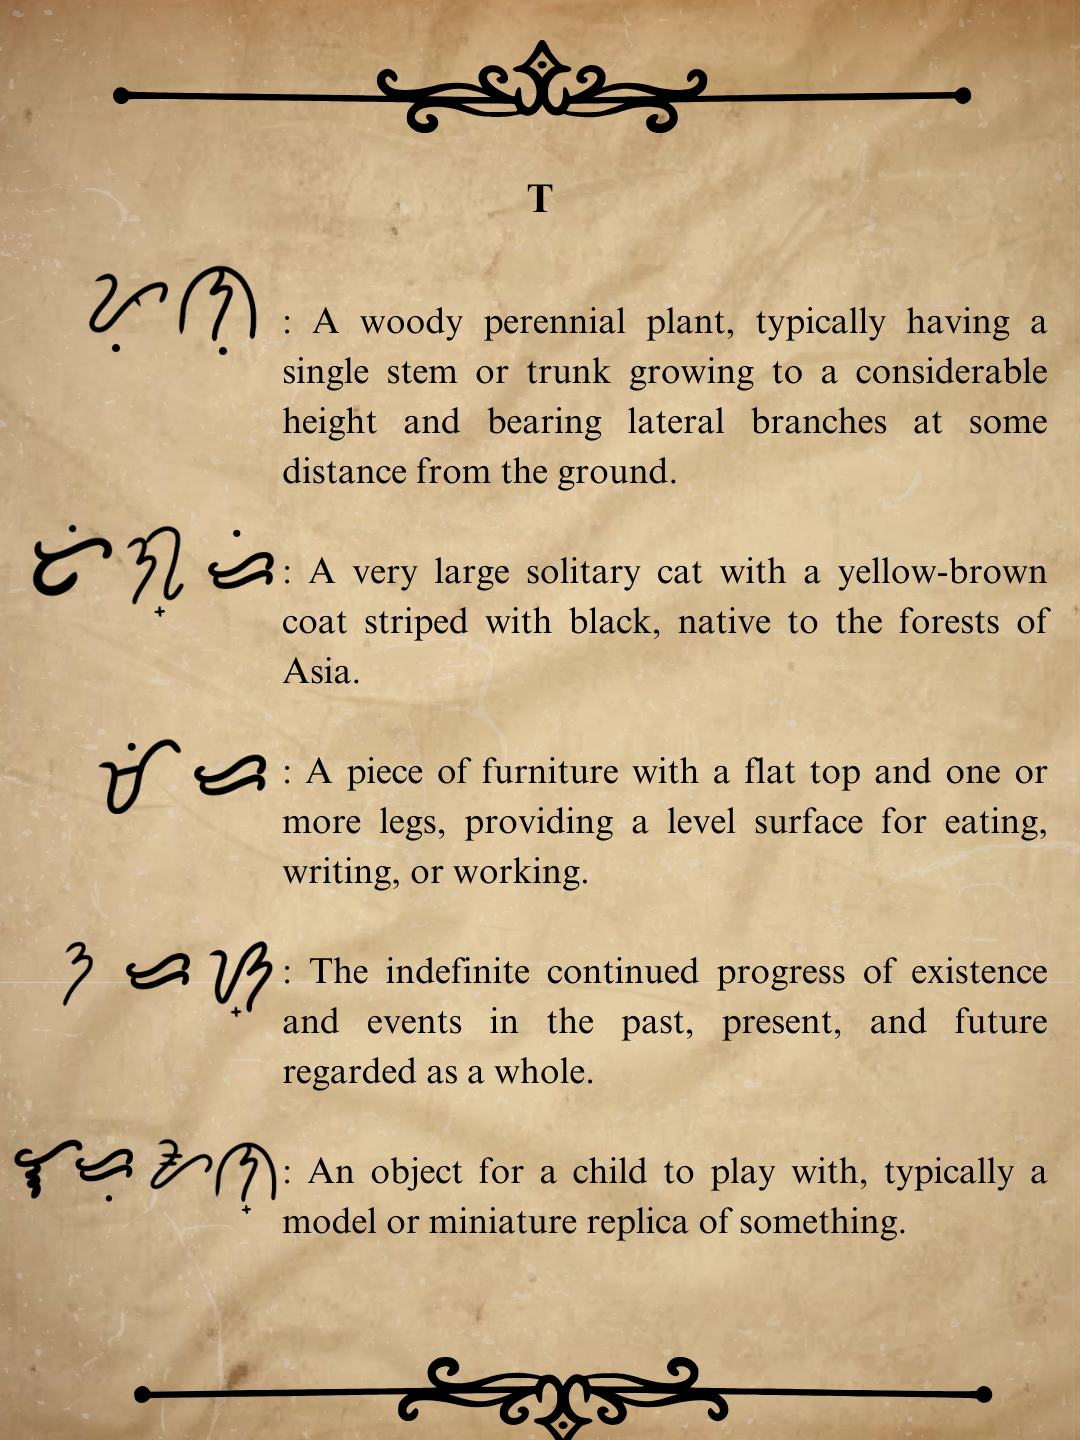 T
ᜉᜓᜈᜓ : A woody perennial plant, typically having a
single stem or trunk growing to a considerable
height and bearing lateral branches at some
distance from the ground.
ᜆᜒᜄ᜔ᜇᜒ : A very large solitary cat with a yellow-brown
coat striped with black, native to the forests of
Asia.
ᜋᜒᜇ : A piece of furniture with a flat top and one or
more legs, providing a level surface for eating,
writing, or working.
ᜂᜇᜐ᜔ : The indefinite continued progress of existence
and events in the past, present, and future
regarded as a whole.
ᜎᜇᜓᜀᜈ᜔ : An object for a child to play with, typically a
model or miniature replica of something.